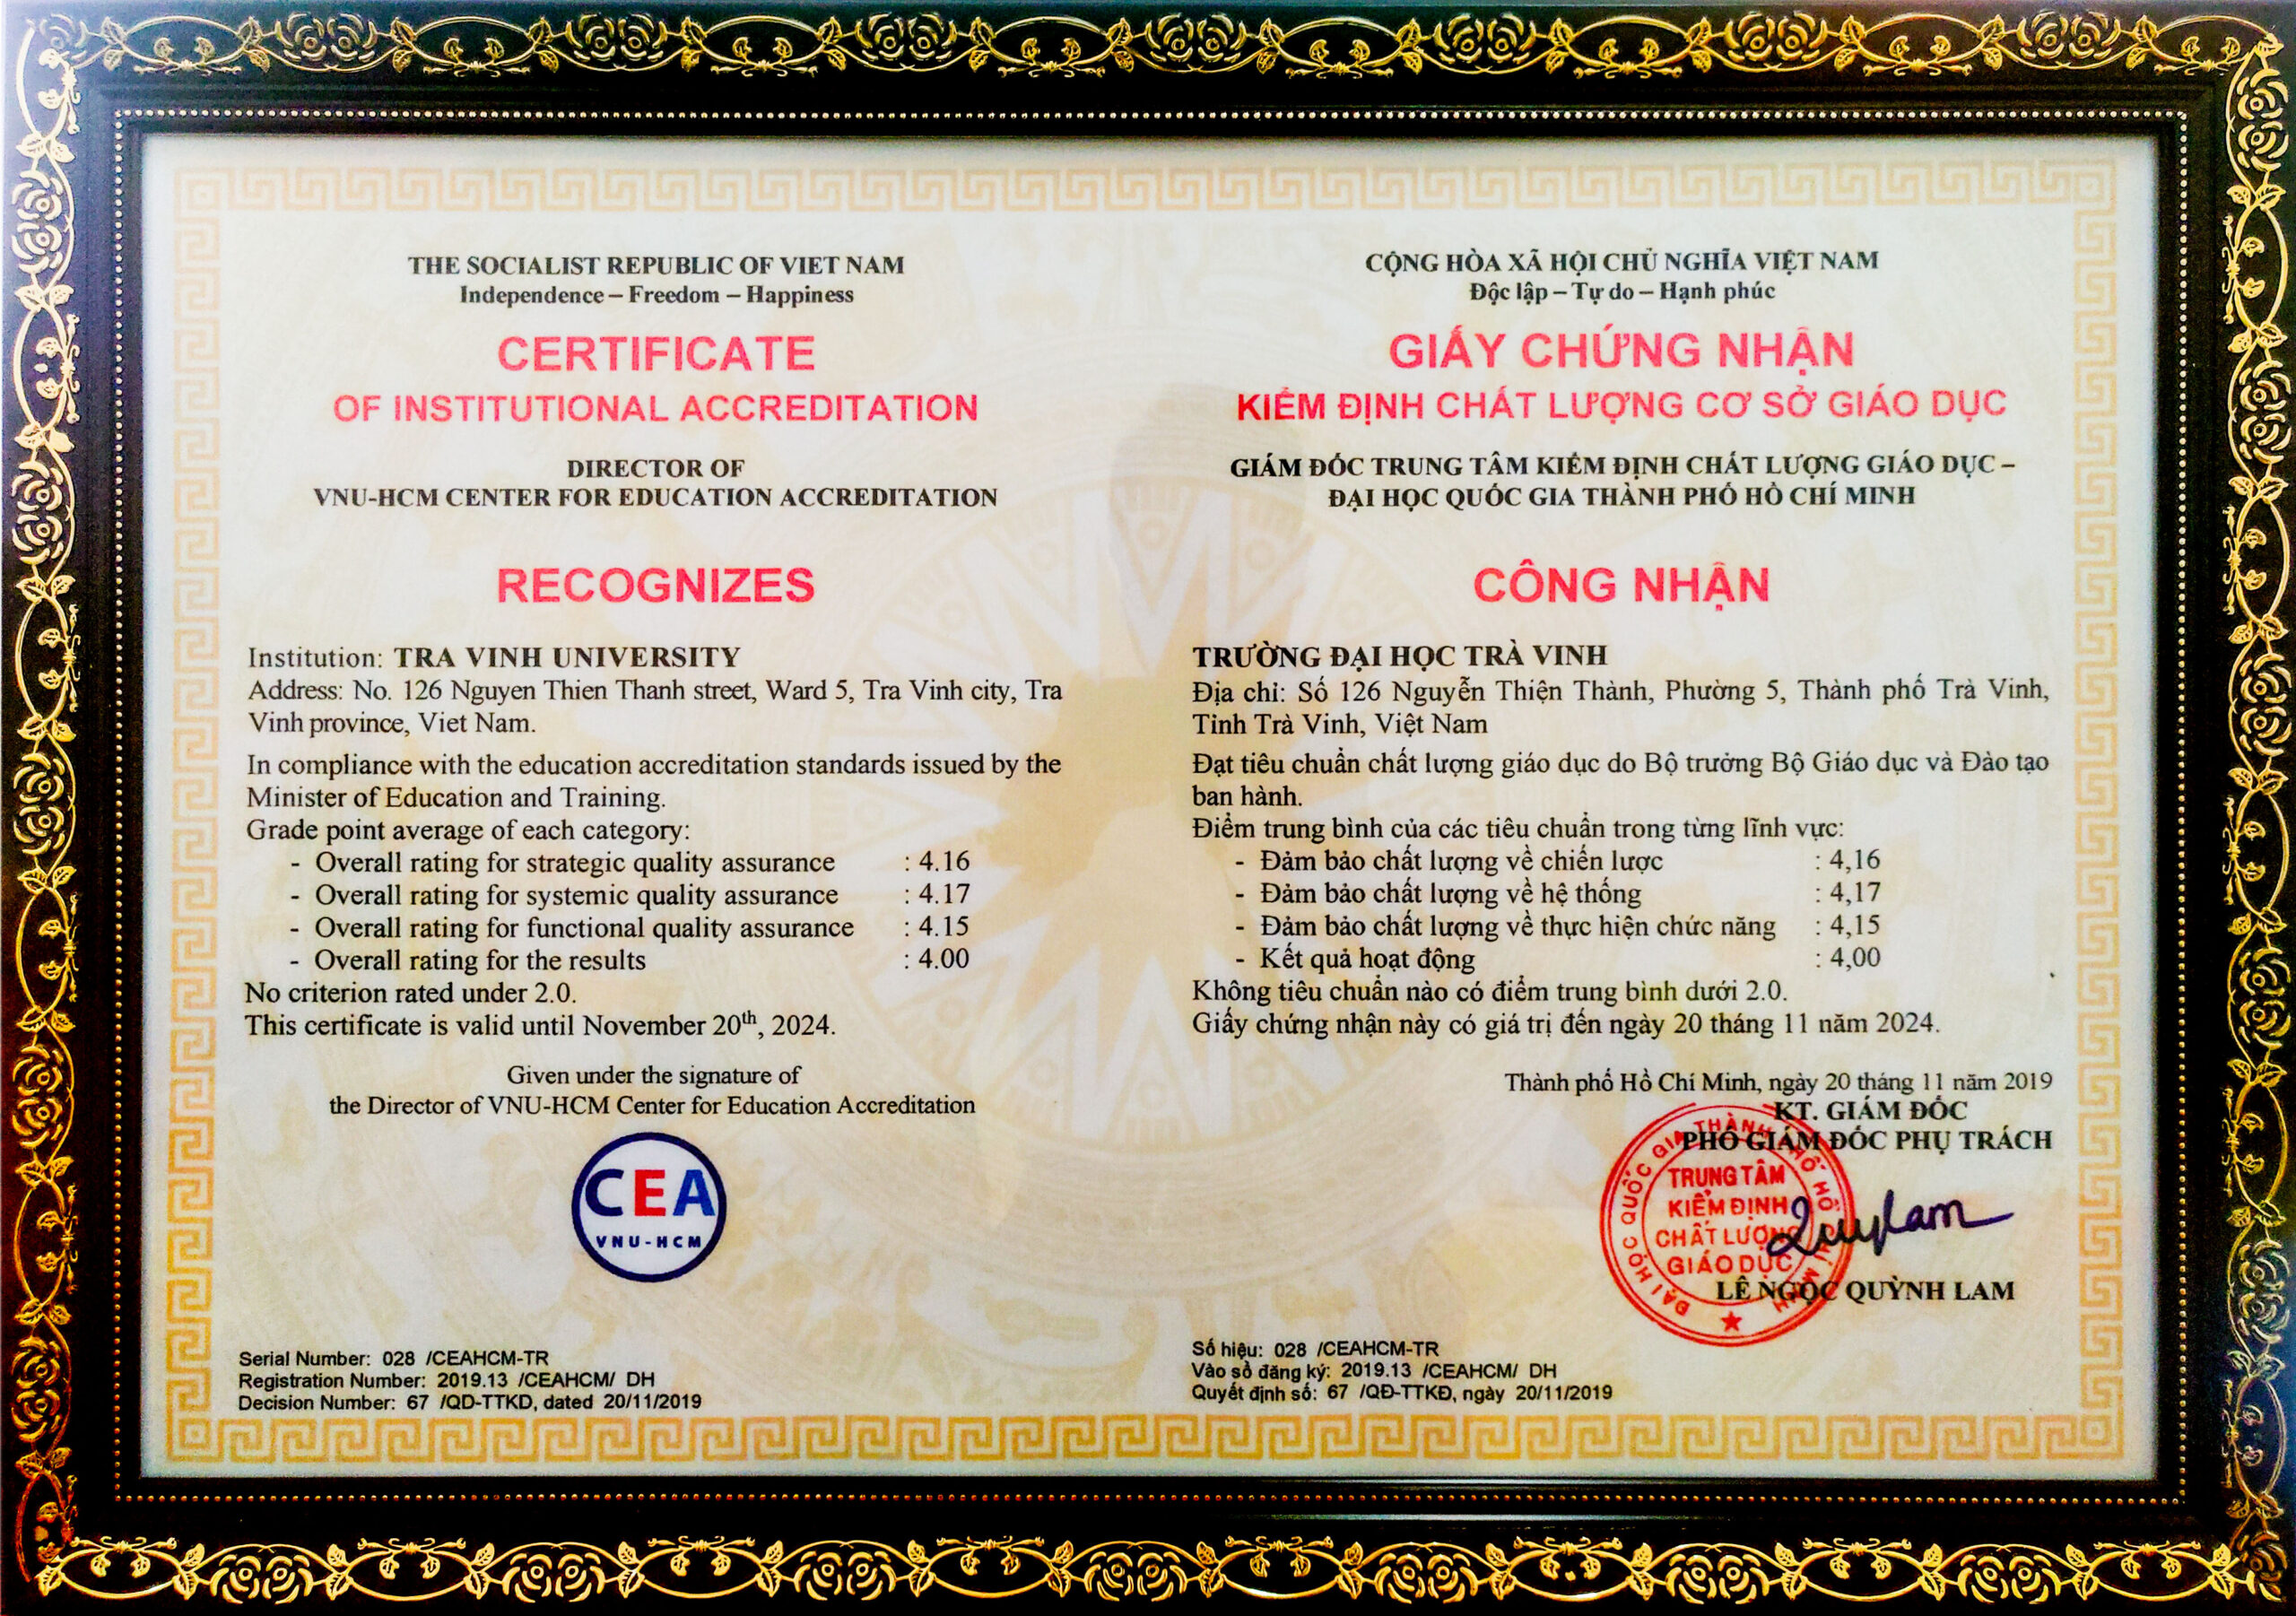 THE SOCIALIST REPUBLIC OF VIET NAM
Independence – Freedom – Happiness
CERTIFICATE
OF INSTITUTIONAL ACCREDITATION
DIRECTOR OF
VNU-HCM CENTER FOR EDUCATION ACCREDITATION
RECOGNIZES
Institution: TRA VINH UNIVERSITY
Address: No. 126 Nguyen Thien Thanh street, Ward 5, Tra Vinh city, Tra
Vinh province, Viet Nam.
In compliance with the education accreditation standards issued by the
Minister of Education and Training.
Grade point average of each category:
- Overall rating for strategic quality assurance : 4.16
- Overall rating for systemic quality assurance : 4.17
- Overall rating for functional quality assurance : 4.15
- Overall rating for the results : 4.00
No criterion rated under 2.0.
This certificate is valid until November 20th, 2024.
Given under the signature of
the Director of VNU-HCM Center for Education Accreditation
CEA
VNU-HCM
Serial Number: 028 /CEAHCM-TR
Registration Number: 2019.13 /CEAHCM/ DH
Decision Number: 67 /QD-TTKD, dated 20/11/2019
CỘNG HÒA XÃ HỘI CHỦ NGHĨA VIỆT NAM
Độc lập – Tự do – Hạnh phúc
GIẤY CHỨNG NHẬN
KIỂM ĐỊNH CHẤT LƯỢNG CƠ SỞ GIÁO DỤC
GIÁM ĐỐC TRUNG TÂM KIỂM ĐỊNH CHẤT LƯỢNG GIÁO DỤC –
ĐẠI HỌC QUỐC GIA THÀNH PHỐ HỒ CHÍ MINH
CÔNG NHẬN
TRƯỜNG ĐẠI HỌC TRÀ VINH
Địa chỉ: Số 126 Nguyễn Thiện Thành, Phường 5, Thành phố Trà Vinh,
Tỉnh Trà Vinh, Việt Nam
Đạt tiêu chuẩn chất lượng giáo dục do Bộ trưởng Bộ Giáo dục và Đào tạo
ban hành.
Điểm trung bình của các tiêu chuẩn trong từng lĩnh vực:
- Đảm bảo chất lượng về chiến lược : 4,16
- Đảm bảo chất lượng về hệ thống : 4,17
- Đảm bảo chất lượng về thực hiện chức năng : 4,15
- Kết quả hoạt động : 4,00
Không tiêu chuẩn nào có điểm trung bình dưới 2.0.
Giấy chứng nhận này có giá trị đến ngày 20 tháng 11 năm 2024.
Thành phố Hồ Chí Minh, ngày 20 tháng 11 năm 2019
KT. GIÁM ĐỐC
PHÓ GIÁM ĐỐC PHỤ TRÁCH
ĐẠI HỌC QUỐC GIA THÀNH PHỐ HỒ CHÍ MINH
TRUNG TÂM
KIỂM ĐỊNH
CHẤT LƯỢNG
GIÁO DỤC
Quylam
LÊ NGỌC QUỲNH LAM
Số hiệu: 028 /CEAHCM-TR
Vào sổ đăng ký: 2019.13 /CEAHCM/ DH
Quyết định số: 67 /QĐ-TTKĐ, ngày 20/11/2019